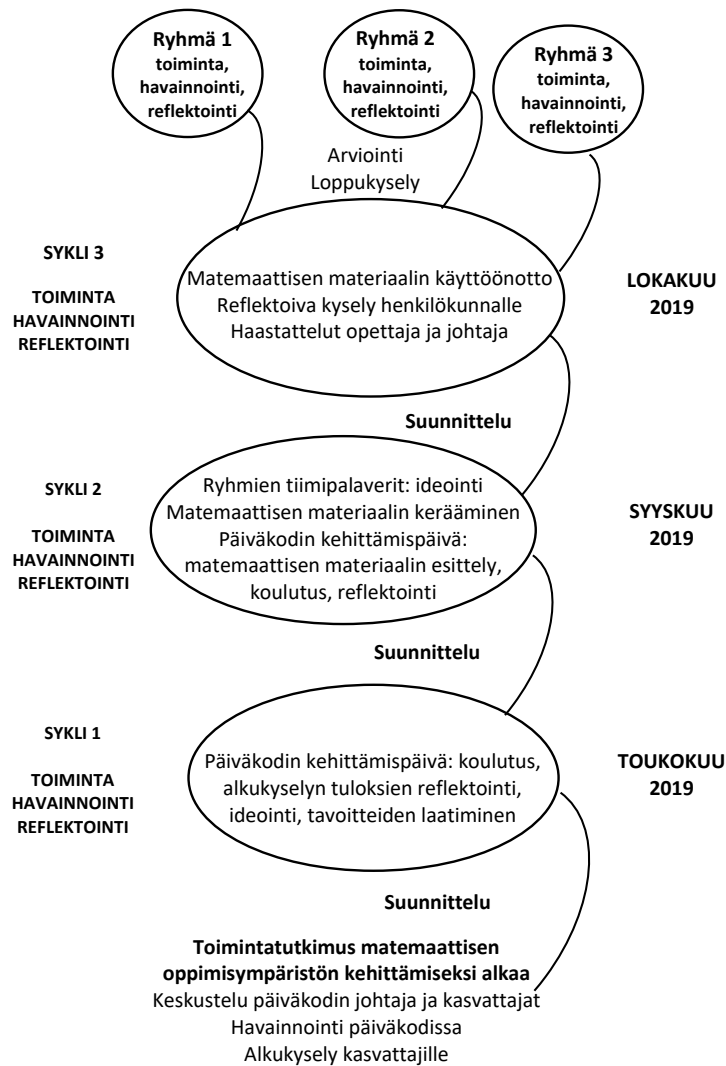 Ryhmä 1
toiminta,
havainnointi,
reflektointi
Ryhmä 2
toiminta,
havainnointi,
reflektointi
Ryhmä 3
toiminta,
havainnointi,
reflektointi
Arviointi
Loppukysely
SYKLI 3
TOIMINTA
HAVAINNOINTI
REFLEKTOINTI
Matemaattisen materiaalin käyttöönotto
Reflektoiva kysely henkilökunnalle
Haastattelut opettaja ja johtaja
LOKAKUU
2019
Suunnittelu
SYKLI 2
TOIMINTA
HAVAINNOINTI
REFLEKTOINTI
Ryhmien tiimipalaverit: ideointi
Matemaattisen materiaalin kerääminen
Päiväkodin kehittämispäivä:
matemaattisen materiaalin esittely,
koulutus, reflektointi
SYYSKUU
2019
Suunnittelu
SYKLI 1
TOIMINTA
HAVAINNOINTI
REFLEKTOINTI
Päiväkodin kehittämispäivä: koulutus,
alkukyselyn tuloksien reflektointi,
ideointi, tavoitteiden laatiminen
TOUKOKUU
2019
Suunnittelu
Toimintatutkimus matemaattisen
oppimisympäristön kehittämiseksi alkaa
Keskustelu päiväkodin johtaja ja kasvattajat
Havainnointi päiväkodissa
Alkukysely kasvattajille